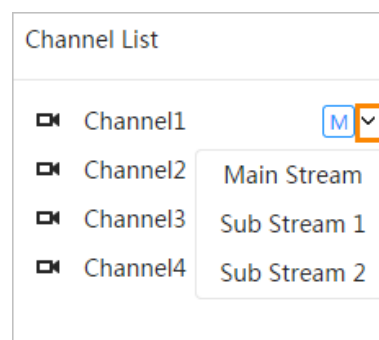 Channel List
Channel1 M
Channel2
Main Stream
Channel3
Sub Stream 1
Channel4
Sub Stream 2